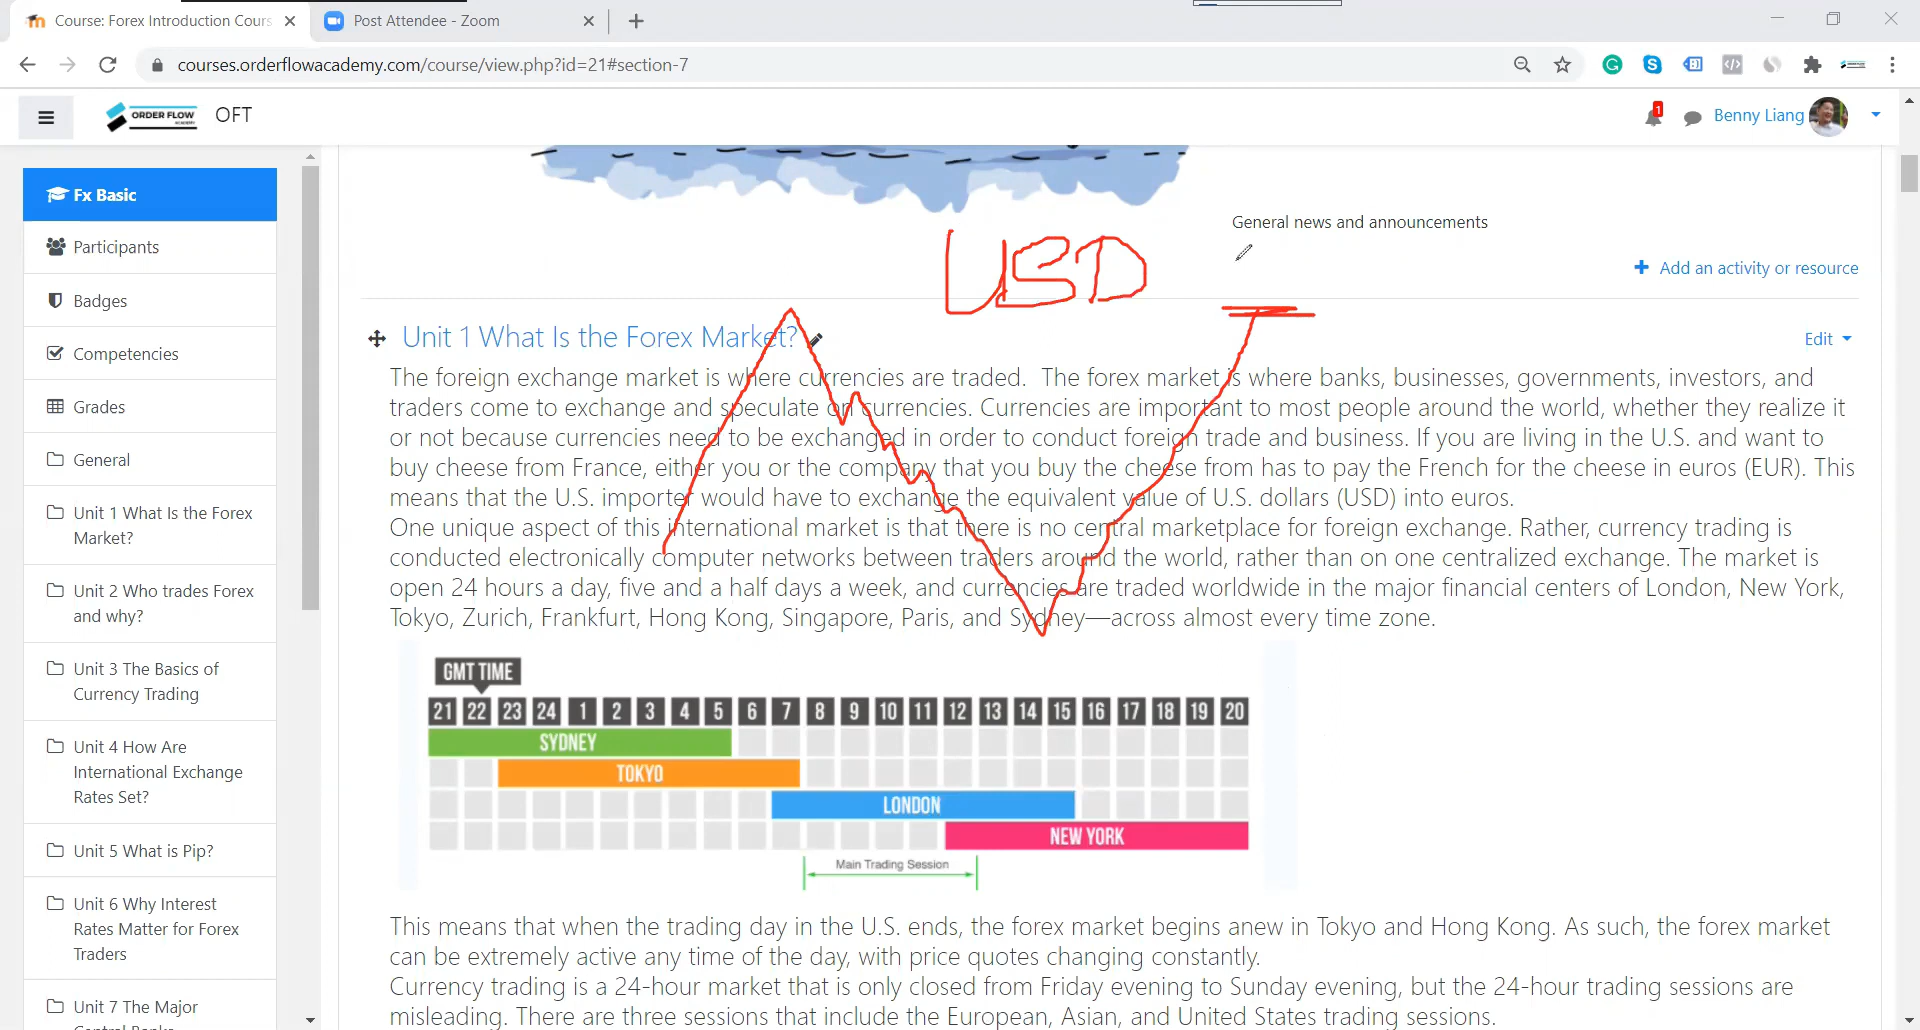 Course: Forex Introduction Cours
Post Attendee - Zoom
courses.orderflowacademy.com/course/view.php?id=21#section-7
ORDER FLOW
ACADEMY
OFT
1
Benny Liang
Fx Basic
Participants
Badges
Competencies
Grades
General
Unit 1 What Is the Forex
Market?
Unit 2 Who trades Forex
and why?
Unit 3 The Basics of
Currency Trading
Unit 4 How Are
International Exchange
Rates Set?
Unit 5 What is Pip?
Unit 6 Why Interest
Rates Matter for Forex
Traders
Unit 7 The Major
Central Banks
General news and announcements
USD
Add an activity or resource
Unit 1 What Is the Forex Market?
Edit
The foreign exchange market is where currencies are traded.  The forex market is where banks, businesses, governments, investors, and
traders come to exchange and speculate on currencies. Currencies are important to most people around the world, whether they realize it
or not because currencies need to be exchanged in order to conduct foreign trade and business. If you are living in the U.S. and want to
buy cheese from France, either you or the company that you buy the cheese from has to pay the French for the cheese in euros (EUR). This
means that the U.S. importer would have to exchange the equivalent value of U.S. dollars (USD) into euros.
One unique aspect of this international market is that there is no central marketplace for foreign exchange. Rather, currency trading is
conducted electronically computer networks between traders around the world, rather than on one centralized exchange. The market is
open 24 hours a day, five and a half days a week, and currencies are traded worldwide in the major financial centers of London, New York,
Tokyo, Zurich, Frankfurt, Hong Kong, Singapore, Paris, and Sydney—across almost every time zone.
GMT TIME
21 22 23 24 1 2 3 4 5 6 7 8 9 10 11 12 13 14 15 16 17 18 19 20
SYDNEY
TOKYO
LONDON
NEW YORK
Main Trading Session
This means that when the trading day in the U.S. ends, the forex market begins anew in Tokyo and Hong Kong. As such, the forex market
can be extremely active any time of the day, with price quotes changing constantly.
Currency trading is a 24-hour market that is only closed from Friday evening to Sunday evening, but the 24-hour trading sessions are
misleading. There are three sessions that include the European, Asian, and United States trading sessions.